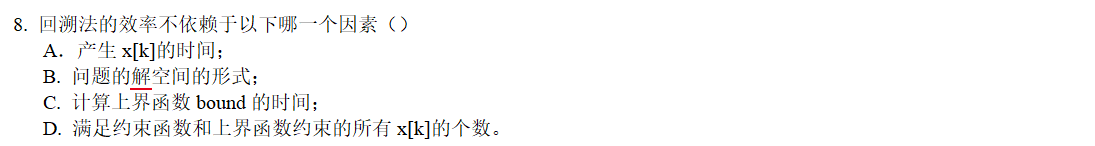 8. 回溯法的效率不依赖于以下哪一个因素（）
A．产生 x[k]的时间；
B. 问题的解空间的形式；
C. 计算上界函数 bound 的时间；
D. 满足约束函数和上界函数约束的所有 x[k]的个数。